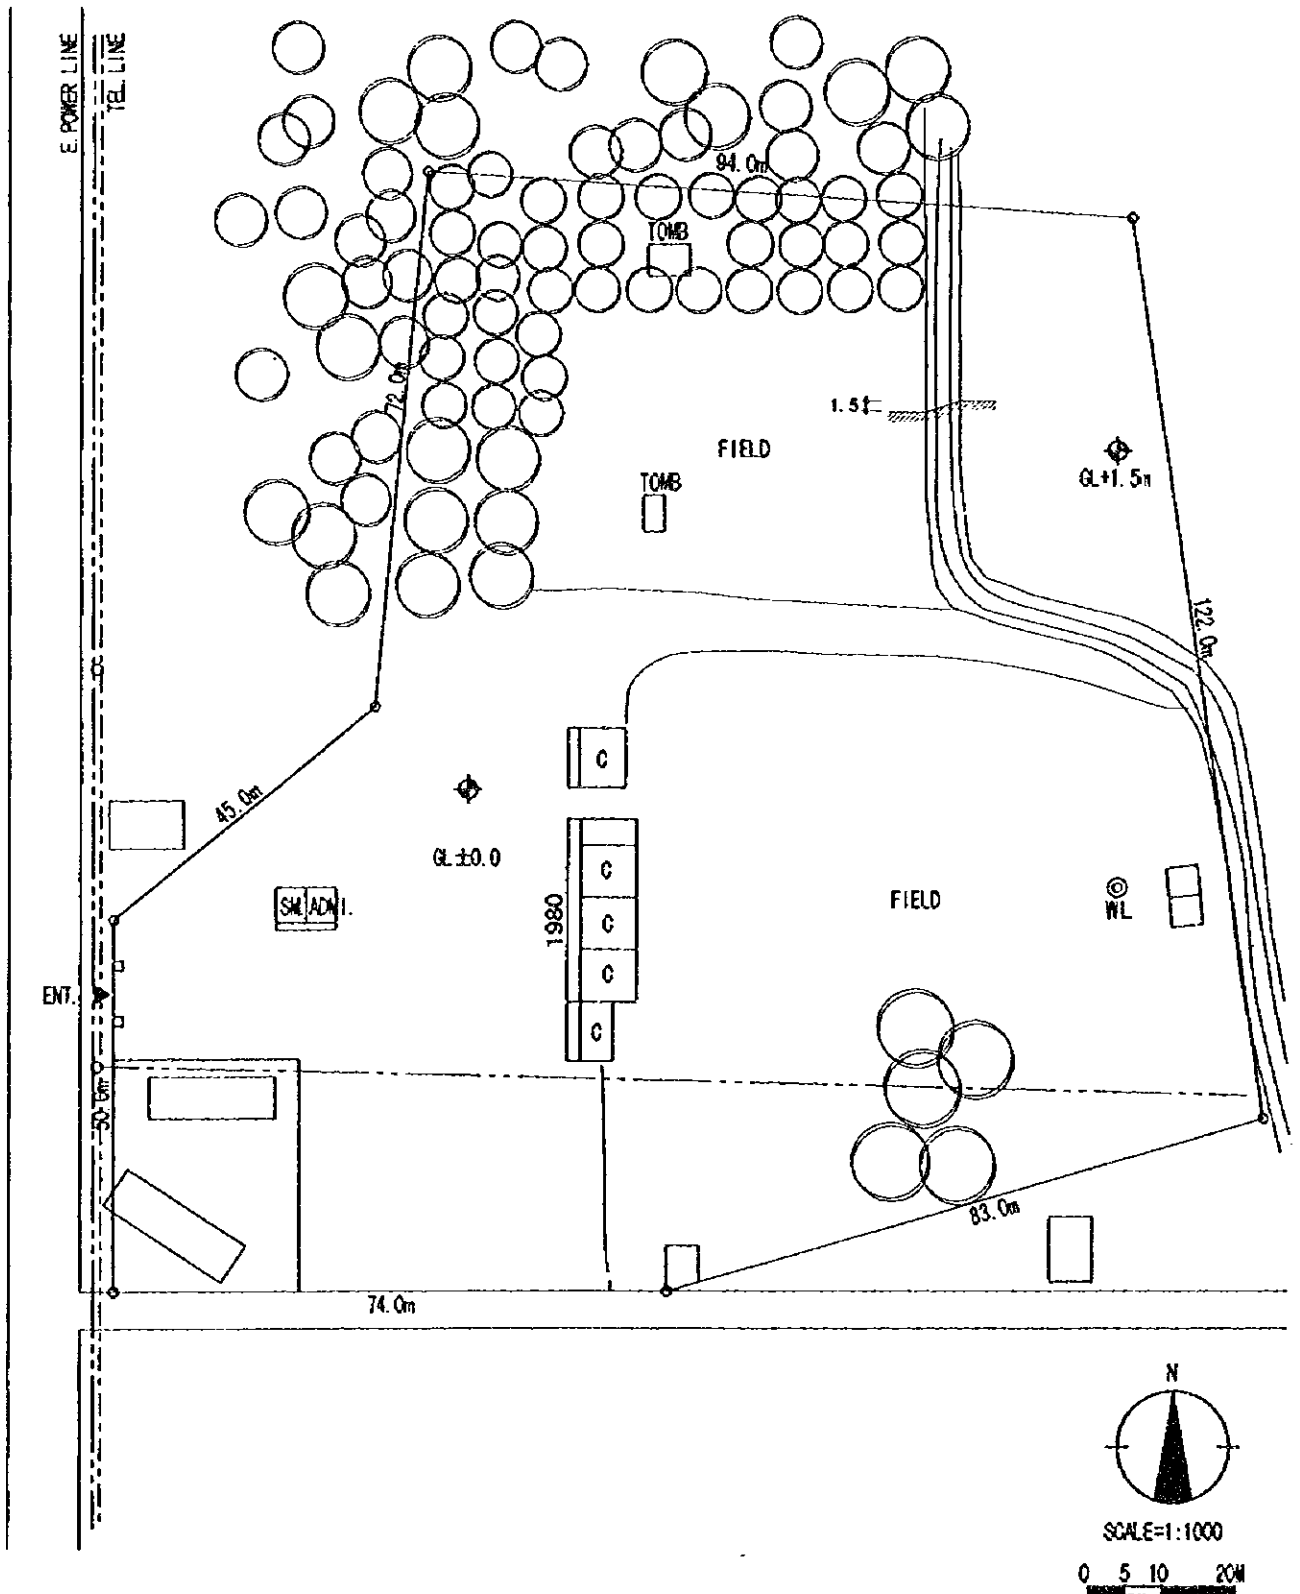 E. POWER LINE
TEL. LINE
94.0m
TOMB
72.0m
1.5
FIELD
GL+1.5m
TOMB
122.0m
C
45.0m
GL±0.0
C
1980
SM. ADMI.
FIELD
WL
C
C
ENT.
C
50.0m
83.0m
74.0m
N
SCALE=1:1000
0 5 10 20M